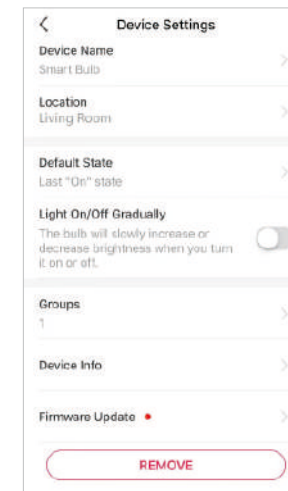 Device Settings
Device Name
Smart Bulb
Location
Living Room
Default State
Last "On" state
Light On/Off Gradually
The bulb will slowly increase or
decrease brightness when you turn
it on or off.
Groups
1
Device Info
Firmware Update
REMOVE